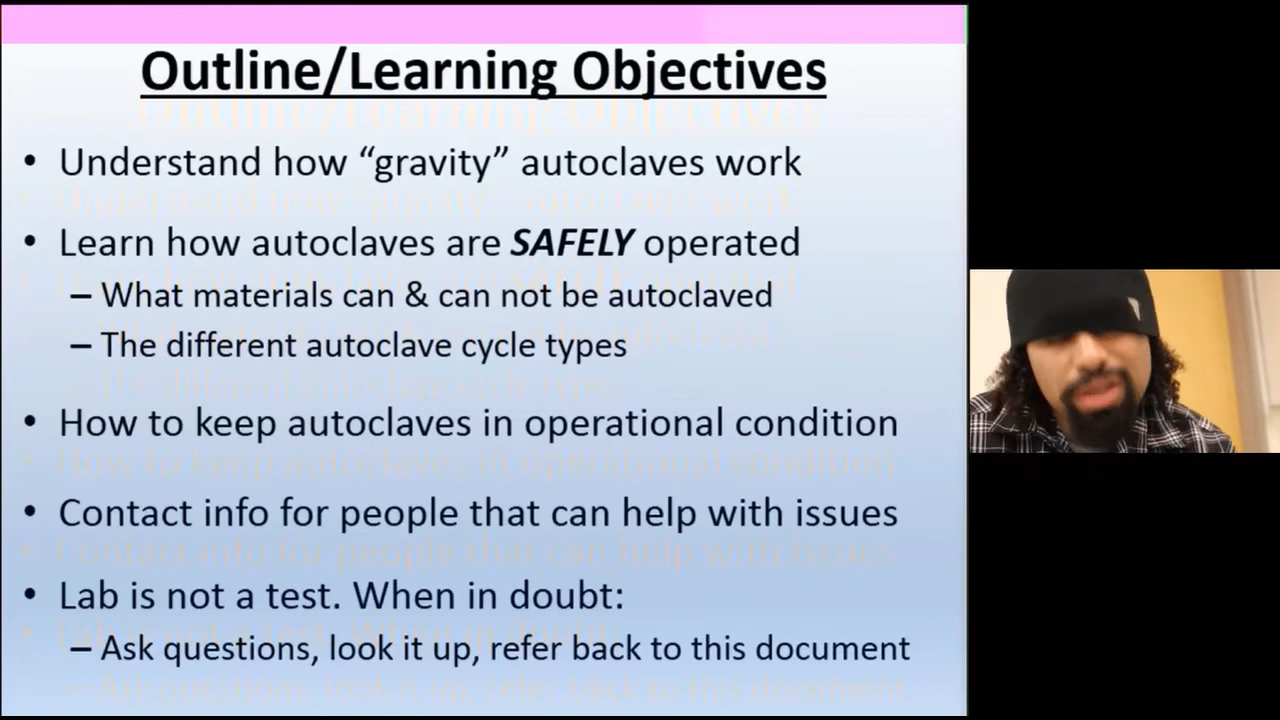 Outline/Learning Objectives
• Understand how “gravity” autoclaves work
• Learn how autoclaves are SAFELY operated
– What materials can & can not be autoclaved
– The different autoclave cycle types
• How to keep autoclaves in operational condition
• Contact info for people that can help with issues
• Lab is not a test. When in doubt:
– Ask questions, look it up, refer back to this document